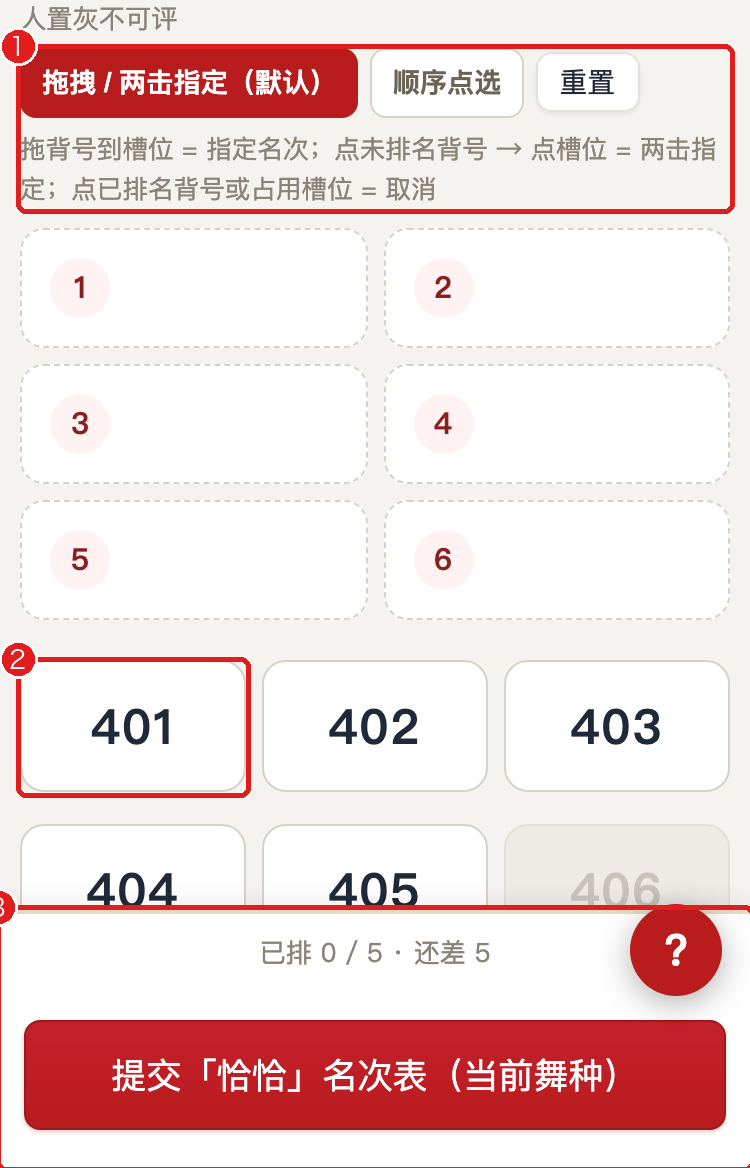 人置灰不可评
1
拖拽 / 两击指定（默认） 顺序点选 重置
拖背号到槽位 = 指定名次；点未排名背号 → 点槽位 = 两击指
定；点已排名背号或占用槽位 = 取消
1 2
3 4
5 6
2
401 402 403
404 405 406
3
已排 0 / 5 · 还差 5
?
提交「恰恰」名次表（当前舞种）